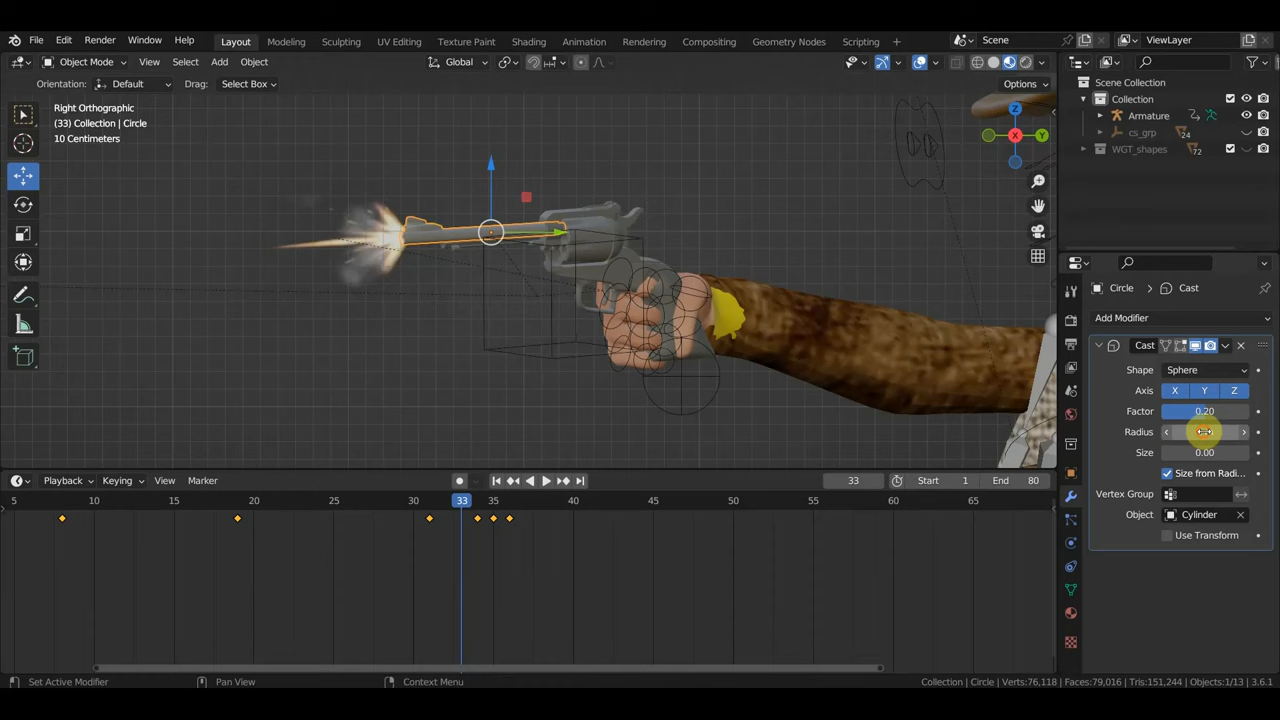 File Edit Render Window Help Layout Modeling Sculpting UV Editing Texture Paint Shading Animation Rendering Compositing Geometry Nodes Scripting + Scene ViewLayer
Object Mode View Select Add Object Global
Orientation: Default Drag: Select Box Options
Right Orthographic
(33) Collection | Circle
10 Centimeters
Z
X
Y
Scene Collection
Collection
Armature
cs_grp 24
WGT_shapes 72
Circle > Cast
Add Modifier
Cast
Shape Sphere
Axis X Y Z
Factor 0.20
Radius
Size 0.00
Size from Radi...
Vertex Group
Object Cylinder
Use Transform
Playback Keying View Marker 33 Start 1 End 80
5 10 15 20 25 30 33 35 40 45 50 55 60 65
Set Active Modifier Pan View Context Menu Collection | Circle | Verts:76,118 | Faces:79,016 | Tris:151,244 | Objects:1/13 | 3.6.1